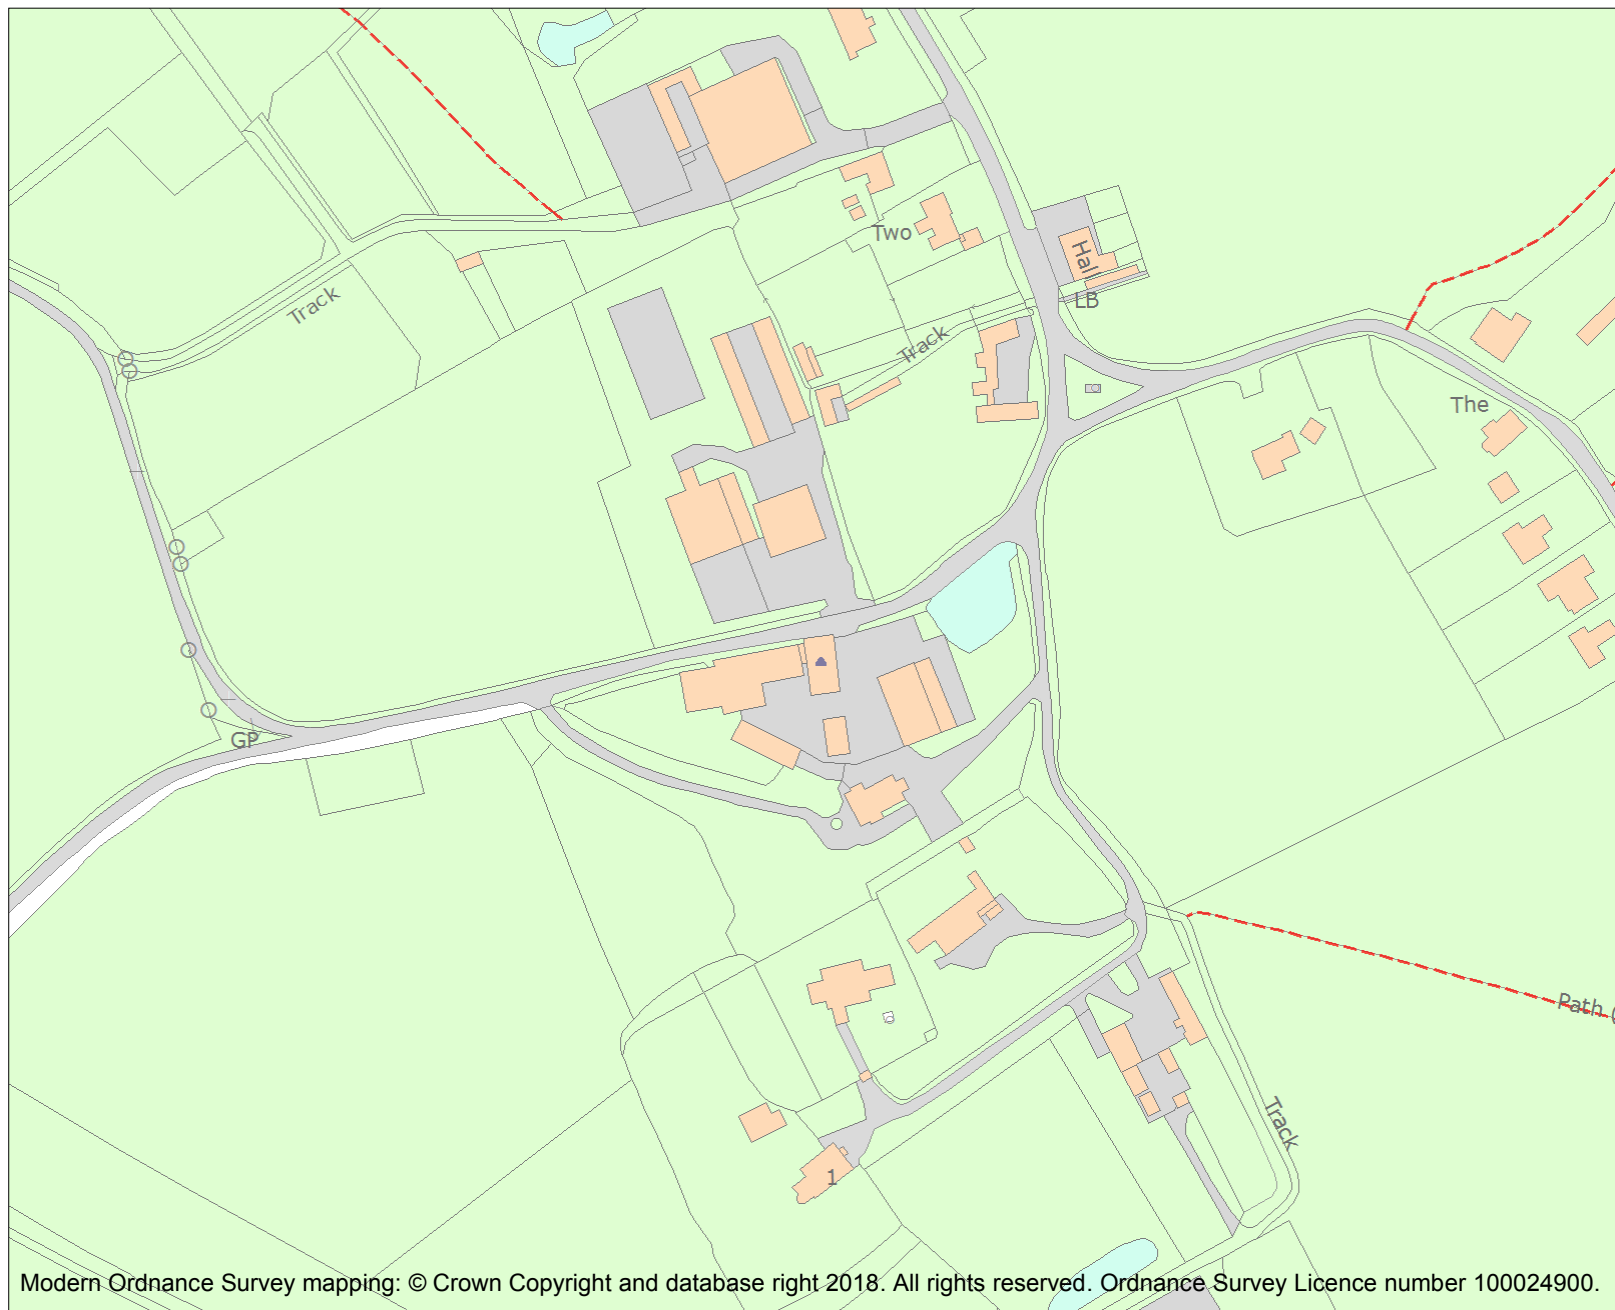 Two
Hall
LB
Track
Track
The
GP
Path (
Track
1
Modern Ordnance Survey mapping: © Crown Copyright and database right 2018. All rights reserved. Ordnance Survey Licence number 100024900.